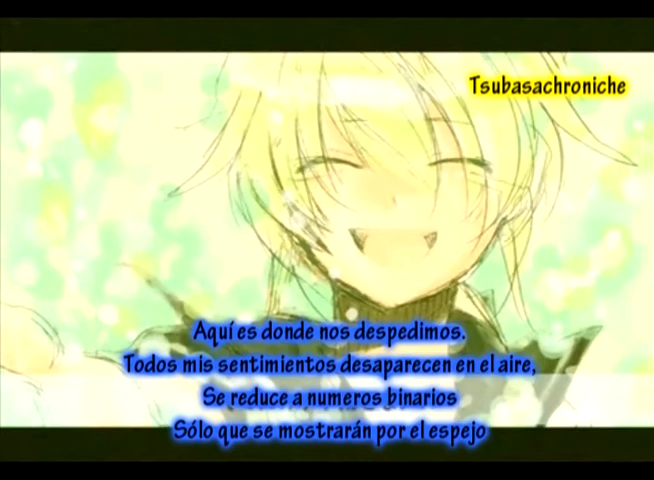 Tsubasachroniche
Aquí es donde nos despedimos.
Todos mis sentimientos desaparecen en el aire,
Se reduce a numeros binarios
Sólo que se mostrarán por el espejo